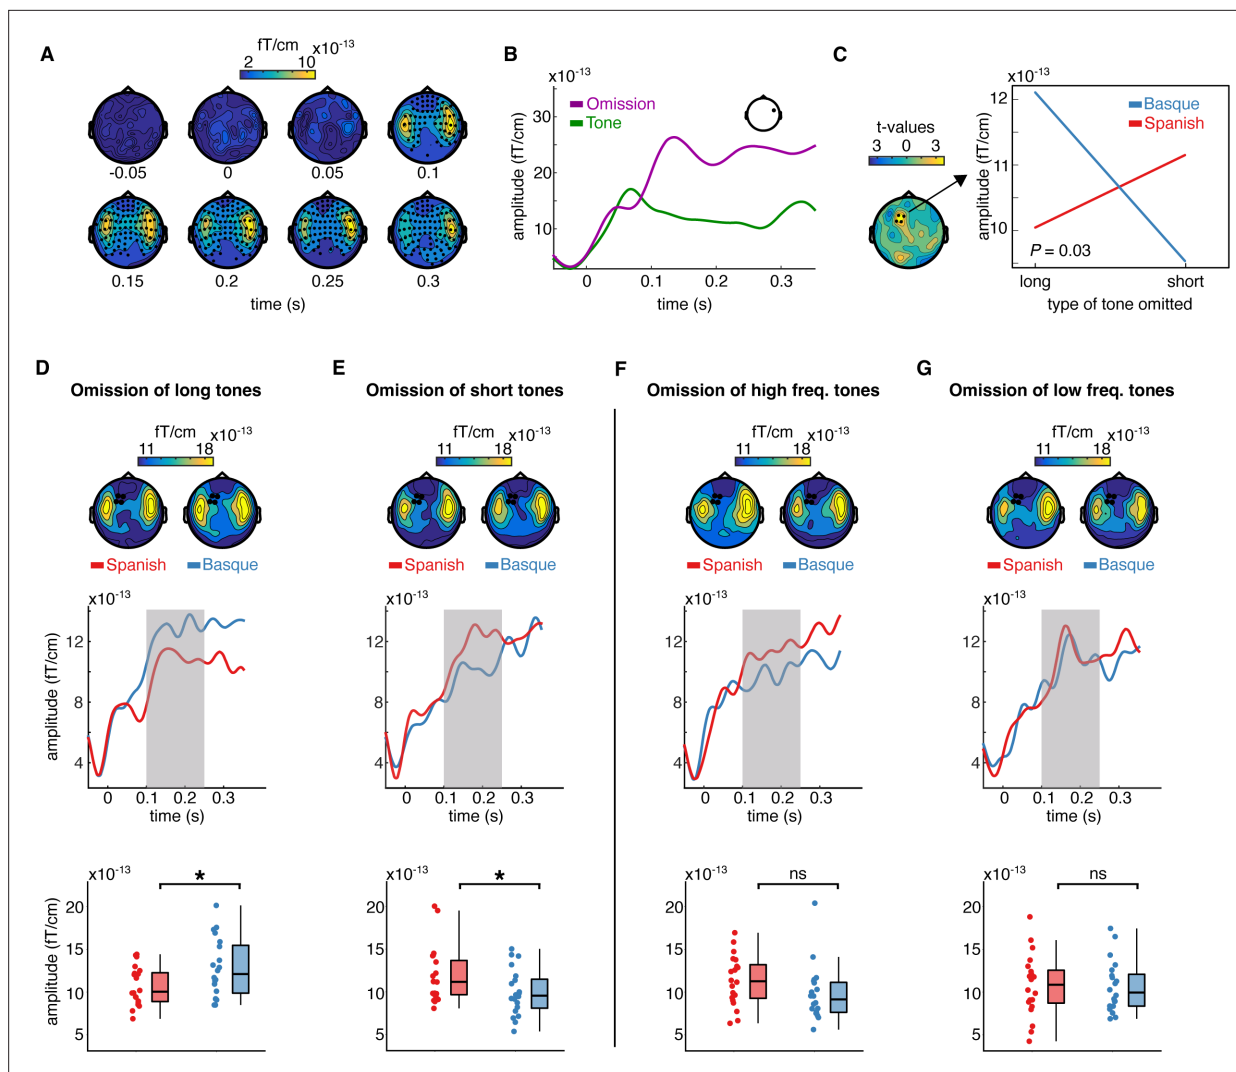 A
fT/cm x10-13
2 10
-0.05 0 0.05 0.1
0.15 0.2 0.25 0.3
time (s)
B
x10-13
Omission
Tone
30
20
10
amplitude (fT/cm)
0 0.1 0.2 0.3
time (s)
C
t-values
3 0 3
x10-13
Basque
Spanish
12
11
10
amplitude (fT/cm)
P = 0.03
long short
type of tone omitted
D
Omission of long tones
fT/cm x10-13
11 18
Spanish Basque
x10-13
12
8
4
amplitude (fT/cm)
0 0.1 0.2 0.3
time (s)
x10-13
*
20
15
10
5
amplitude (fT/cm)
E
Omission of short tones
fT/cm x10-13
11 18
Spanish Basque
x10-13
12
8
4
0 0.1 0.2 0.3
time (s)
x10-13
*
20
15
10
5
F
Omission of high freq. tones
fT/cm x10-13
11 18
Spanish Basque
x10-13
12
8
4
0 0.1 0.2 0.3
time (s)
x10-13
ns
20
15
10
5
G
Omission of low freq. tones
fT/cm x10-13
11 18
Spanish Basque
x10-13
12
8
4
0 0.1 0.2 0.3
time (s)
x10-13
ns
20
15
10
5